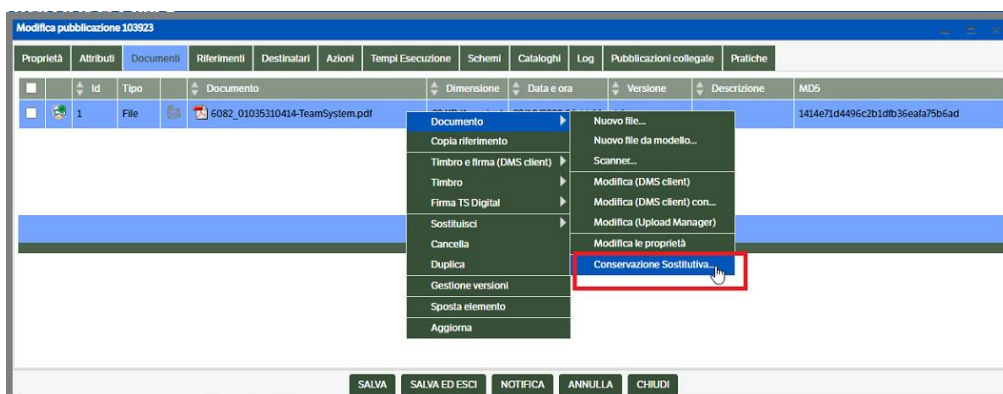 Modifica pubblicazione 103923
Proprietà Attributi Documenti Riferimenti Destinatari Azioni Tempi Esecuzione Schemi Cataloghi Log Pubblicazioni collegate Pratiche
Id Tipo Documento Dimensione Data e ora Versione Descrizione MD5
1 File 6082_01035310414-TeamSystem.pdf 1414e71d4496c2b1dfb36eafa75b6ad
Documento
Copia riferimento
Timbro e firma (DMS client)
Timbro
Firma TS Digital
Sostituisci
Cancella
Duplica
Gestione versioni
Sposta elemento
Aggiorna
Nuovo file...
Nuovo file da modello...
Scanner...
Modifica (DMS client)
Modifica (DMS client) con...
Modifica (Upload Manager)
Modifica le proprietà
Conservazione Sostitutiva...
SALVA SALVA ED ESCI NOTIFICA ANNULLA CHIUDI